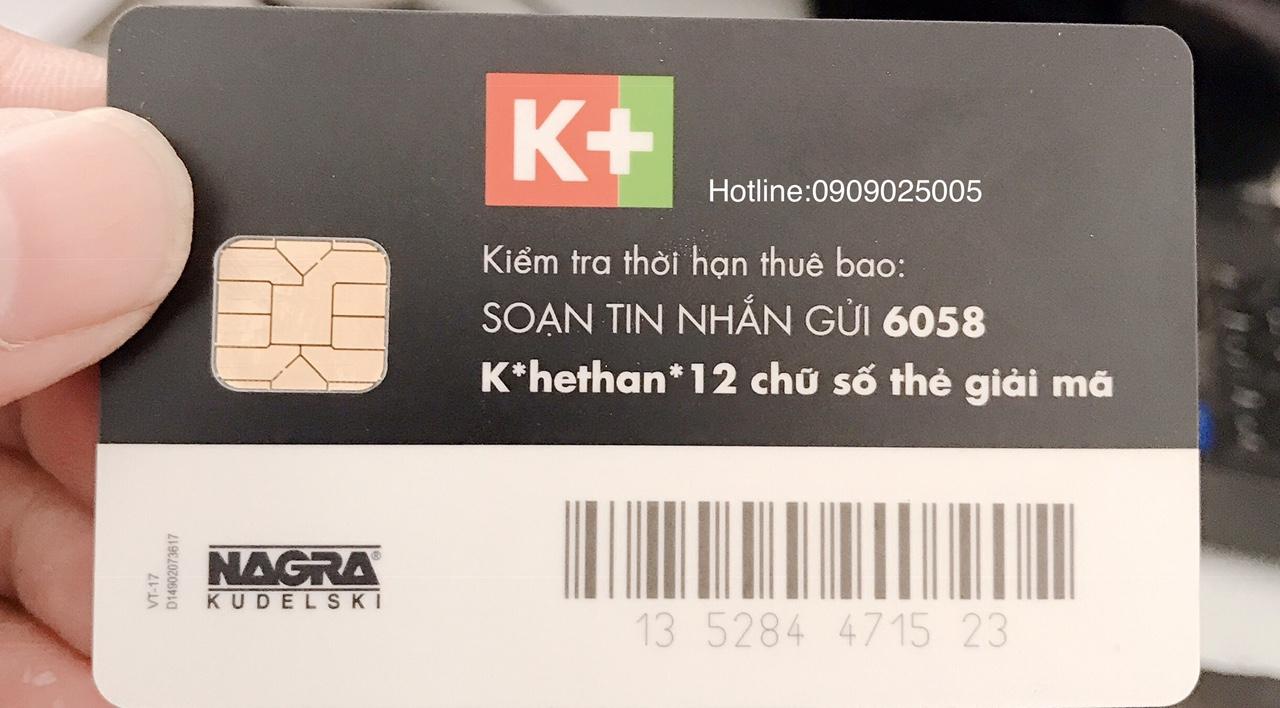 K+
Hotline:0909025005
Kiểm tra thời hạn thuê bao:
SOẠN TIN NHẮN GỬI 6058
K*hethan*12 chữ số thẻ giải mã
VT-17
D14902073617
NAGRA®
KUDELSKI
13 5284 4715 23